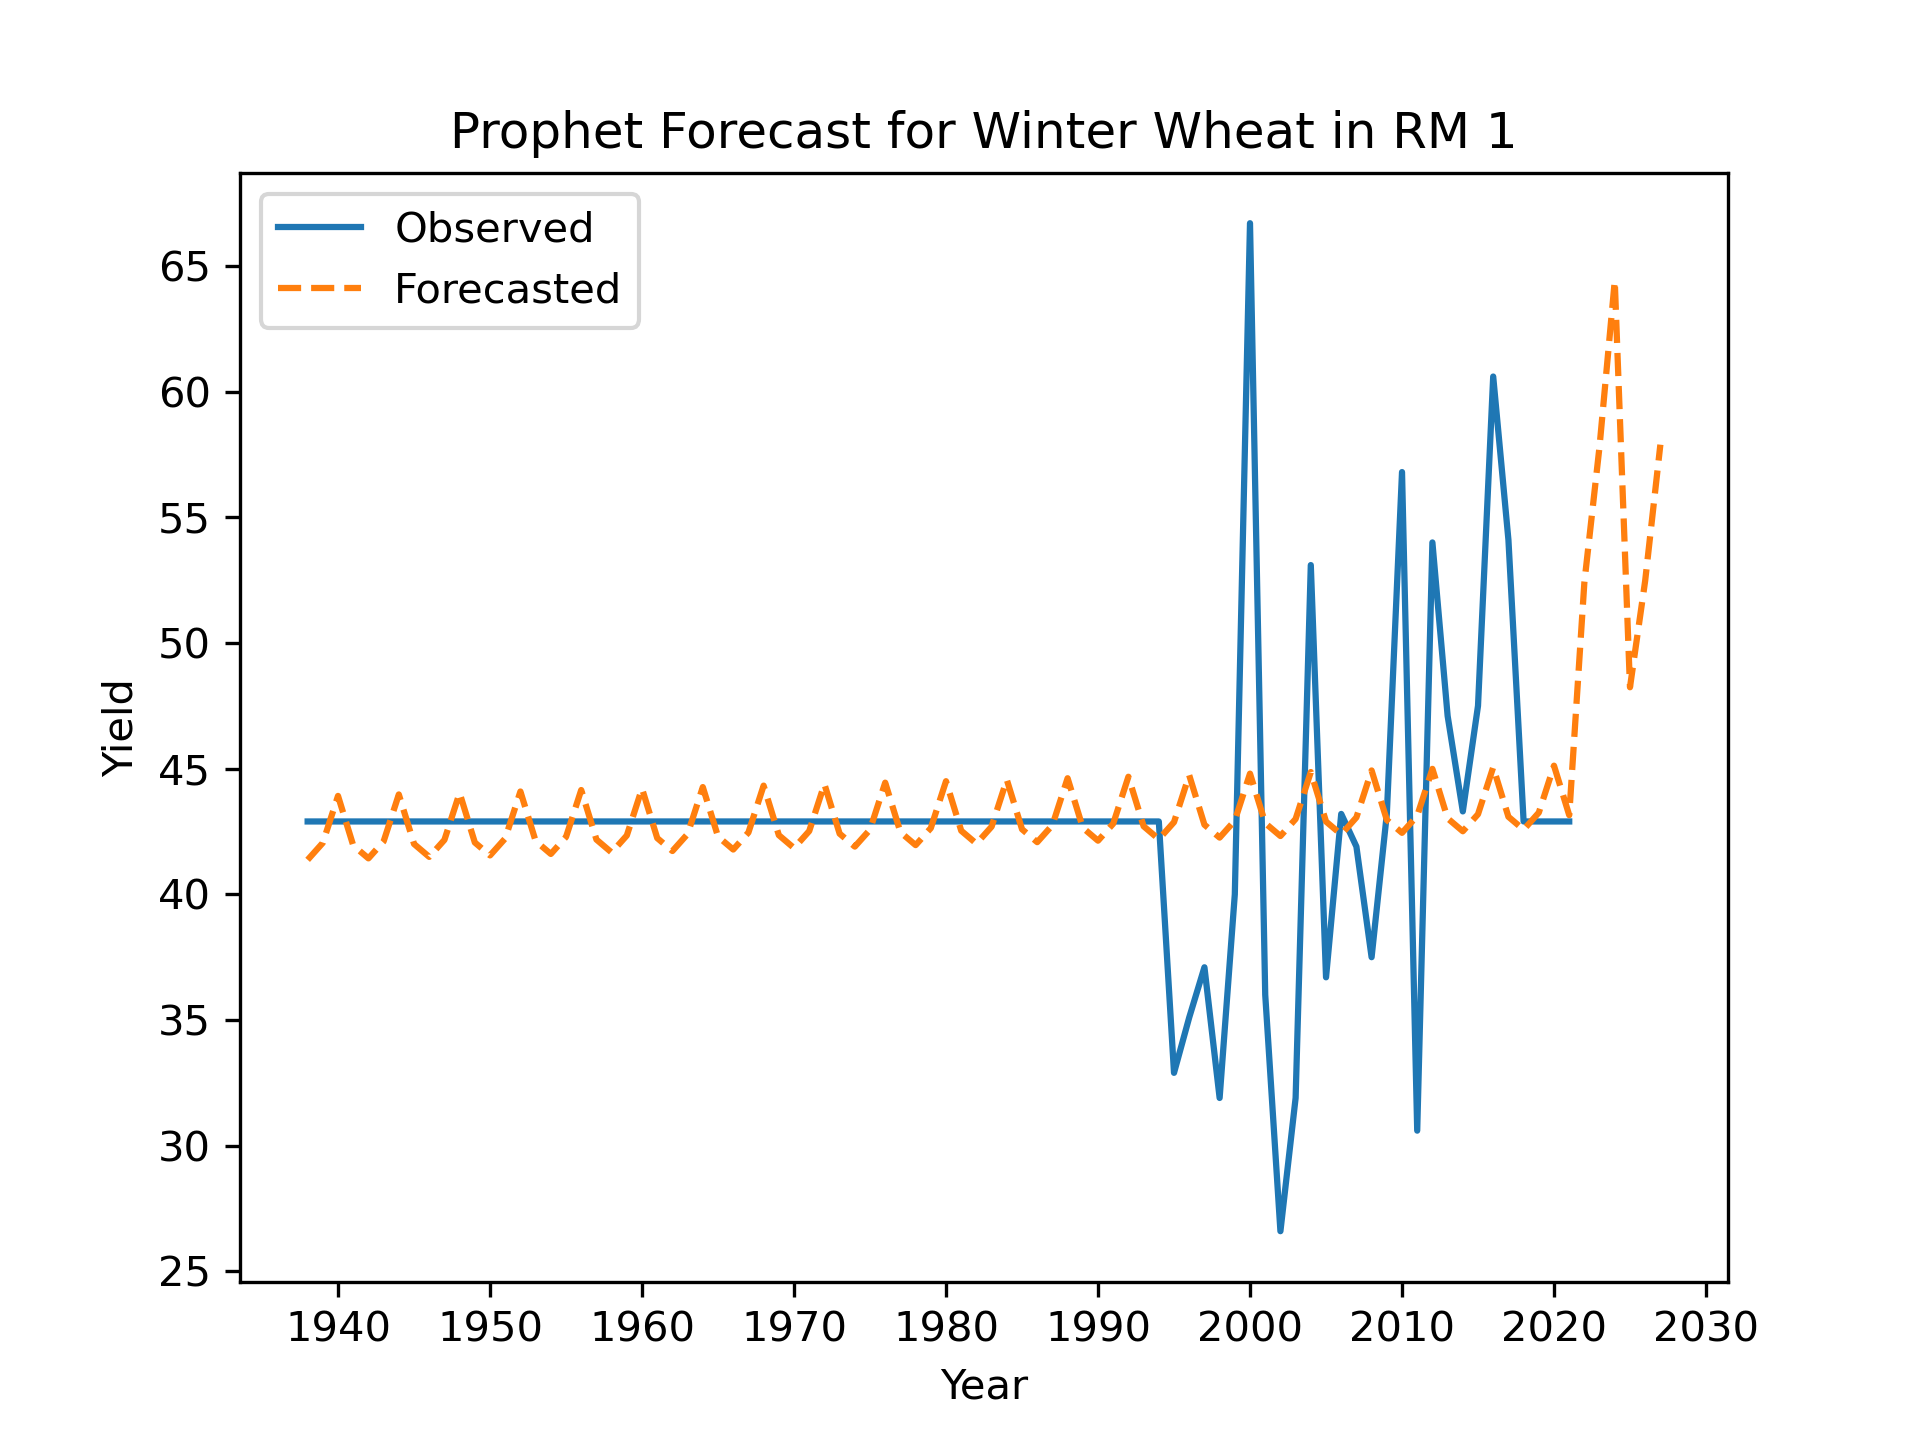 Prophet Forecast for Winter Wheat in RM 1
Observed
Forecasted
65
60
55
50
45
40
35
30
25
Yield
1940 1950 1960 1970 1980 1990 2000 2010 2020 2030
Year